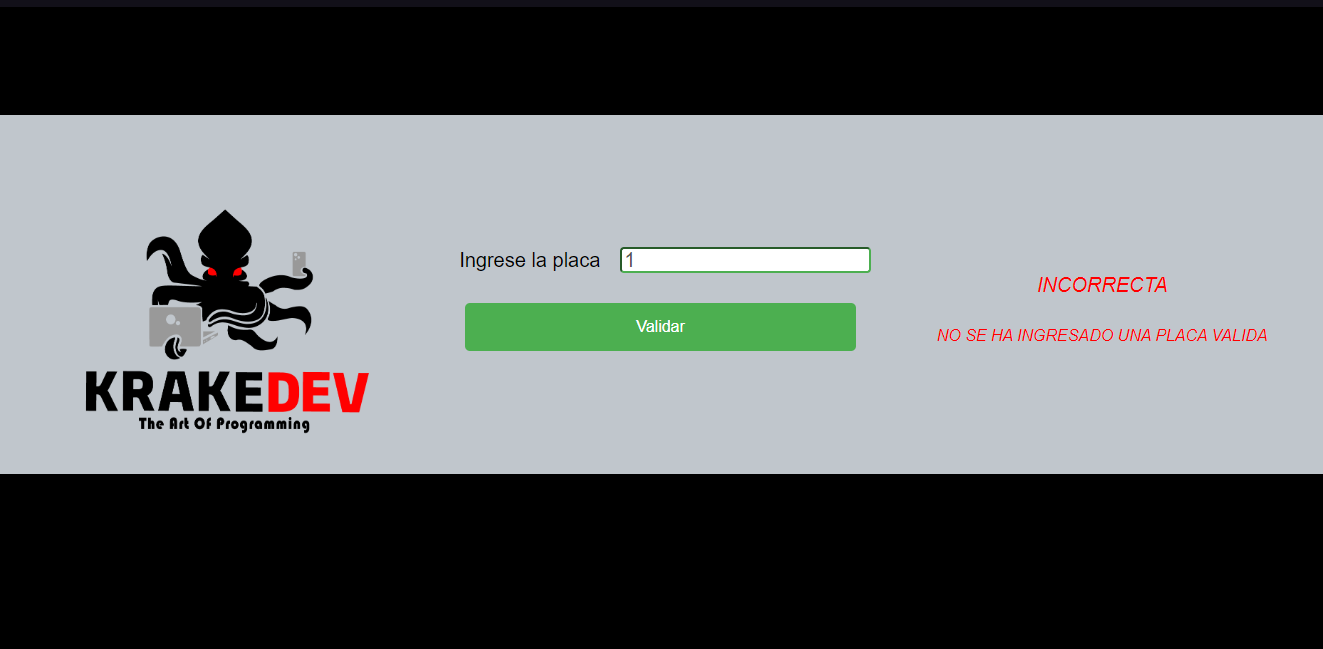 KRAKEDEV
The Art Of Programming
Ingrese la placa 1
Validar
INCORRECTA
NO SE HA INGRESADO UNA PLACA VALIDA